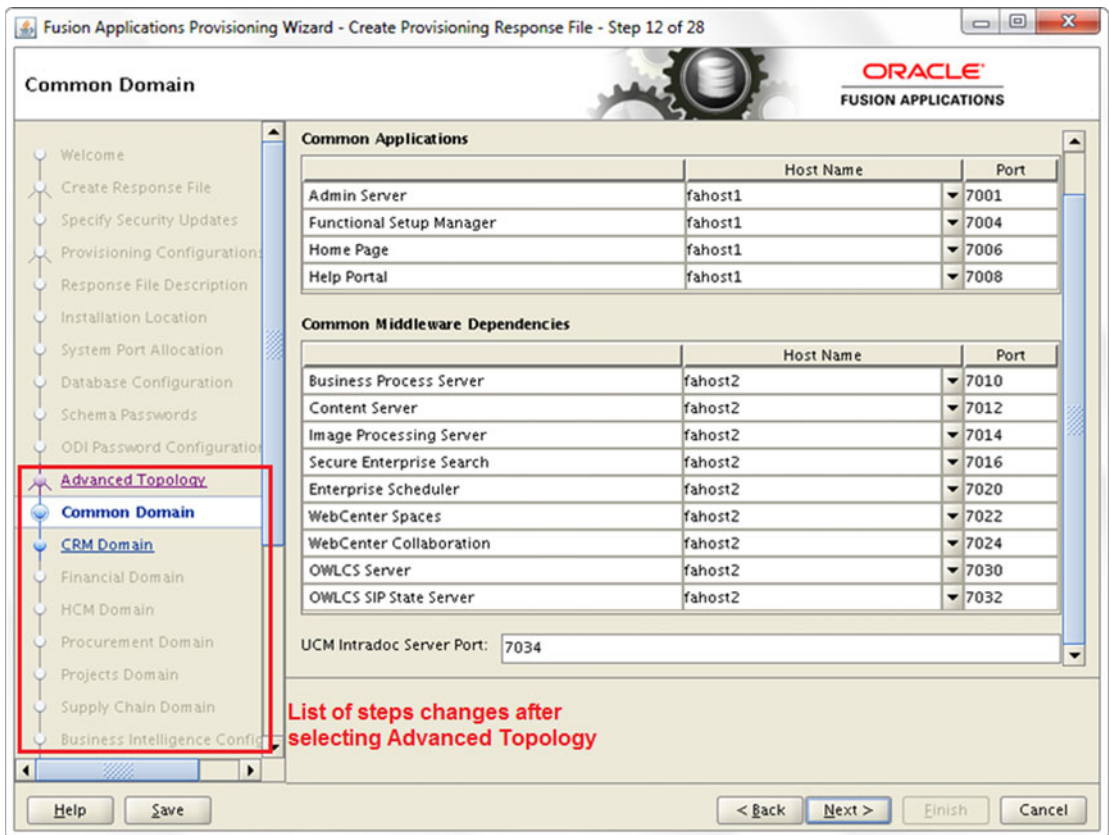 Fusion Applications Provisioning Wizard - Create Provisioning Response File - Step 12 of 28
Common Domain
ORACLE
FUSION APPLICATIONS
Welcome
Create Response File
Specify Security Updates
Provisioning Configurations
Response File Description
Installation Location
System Port Allocation
Database Configuration
Schema Passwords
ODI Password Configuration
Advanced Topology
Common Domain
CRM Domain
Financial Domain
HCM Domain
Procurement Domain
Projects Domain
Supply Chain Domain
Business Intelligence Config
Common Applications
Host Name Port
Admin Server fahost1 7001
Functional Setup Manager fahost1 7004
Home Page fahost1 7006
Help Portal fahost1 7008
Common Middleware Dependencies
Host Name Port
Business Process Server fahost2 7010
Content Server fahost2 7012
Image Processing Server fahost2 7014
Secure Enterprise Search fahost2 7016
Enterprise Scheduler fahost2 7020
WebCenter Spaces fahost2 7022
WebCenter Collaboration fahost2 7024
OWLCS Server fahost2 7030
OWLCS SIP State Server fahost2 7032
UCM Intradoc Server Port: 7034
List of steps changes after
selecting Advanced Topology
Help Save < Back Next > Finish Cancel